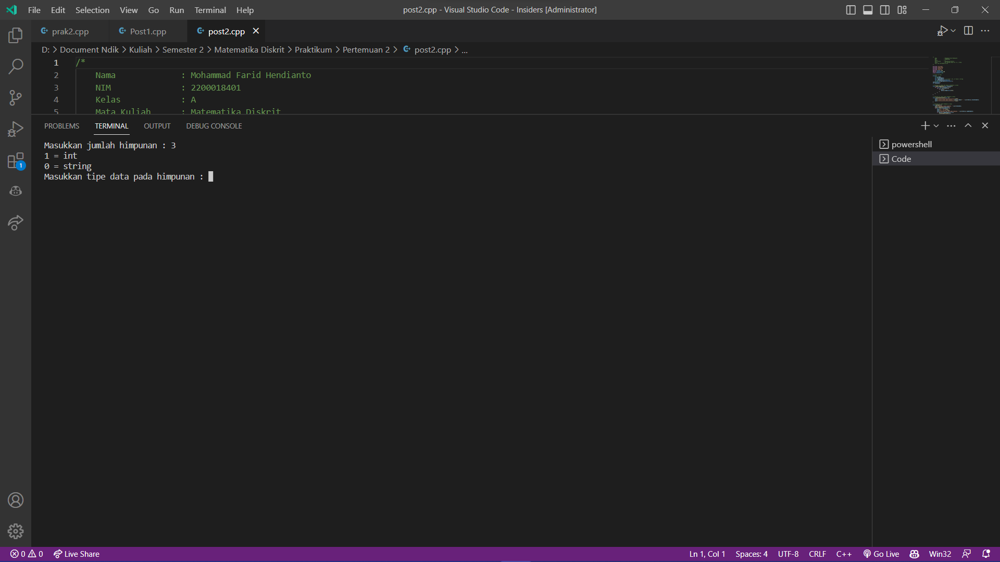 File Edit Selection View Go Run Terminal Help
post2.cpp - Visual Studio Code - Insiders [Administrator]
prak2.cpp Post1.cpp post2.cpp
D: > Document Ndik > Kuliah > Semester 2 > Matematika Diskrit > Praktikum > Pertemuan 2 > post2.cpp > ...
1 /*
2 Nama : Mohammad Farid Hendianto
3 NIM : 2200018401
4 Kelas : A
5 Mata Kuliah : Matematika Diskrit
PROBLEMS TERMINAL OUTPUT DEBUG CONSOLE
Masukkan jumlah himpunan : 3
1 = int
0 = string
Masukkan tipe data pada himpunan :
powershell
Code
1
0 0 Live Share
Ln 1, Col 1 Spaces: 4 UTF-8 CRLF C++ Go Live Win32